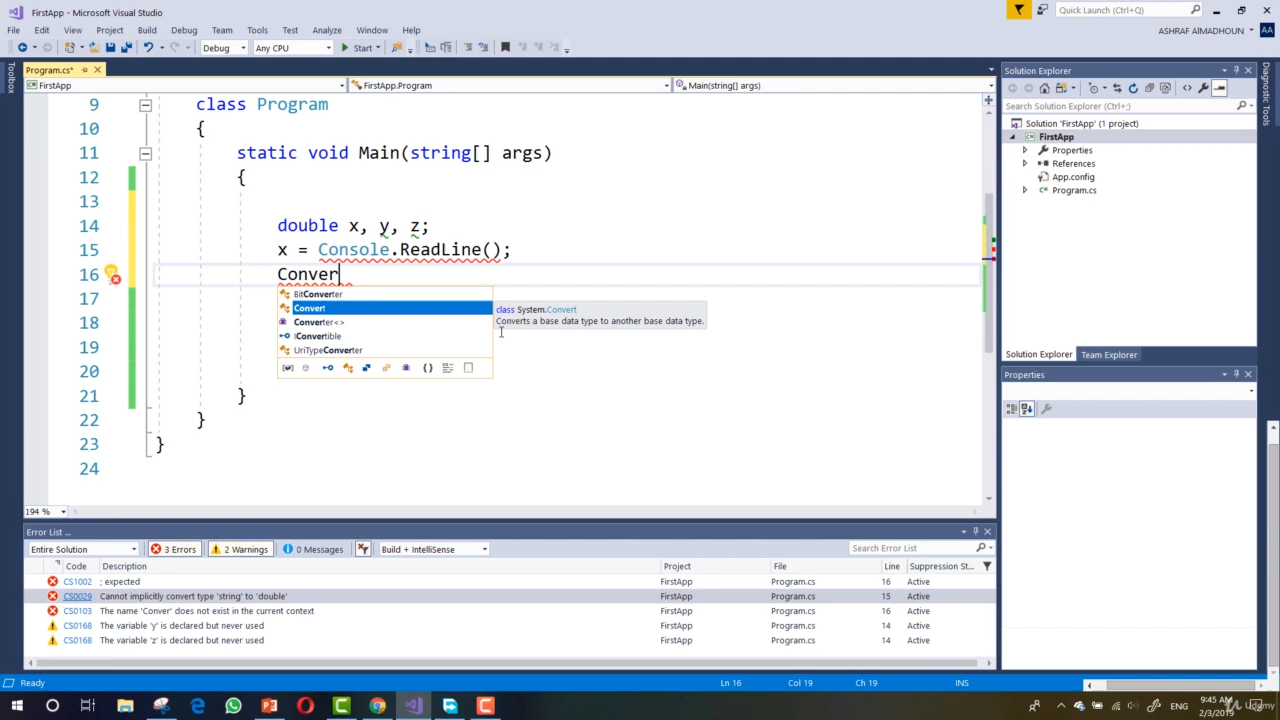 FirstApp - Microsoft Visual Studio
Quick Launch (Ctrl+Q)
File Edit View Project Build Debug Team Tools Test Analyze Window Help
ASHRAF AIMADHOUN AA
Debug Any CPU Start
Toolbox
Program.cs*
FirstApp FirstApp.Program Main(string[] args)
9 class Program
10 {
11 static void Main(string[] args)
12 {
13
14 double x, y, z;
15 x = Console.ReadLine();
16 Conver
17
18
19
20
21 }
22 }
23 }
24
BitConverter
Convert
Converter<>
IConvertible
UriTypeConverter
class System.Convert
Converts a base data type to another base data type.
194 %
Solution Explorer
Search Solution Explorer (Ctrl+;)
Solution 'FirstApp' (1 project)
FirstApp
Properties
References
App.config
Program.cs
Solution Explorer Team Explorer
Properties
Diagnostic Tools
Error List ...
Entire Solution 3 Errors 2 Warnings 0 Messages Build + IntelliSense Search Error List
Code Description Project File Line Suppression St...
CS1002 ; expected FirstApp Program.cs 16 Active
CS0029 Cannot implicitly convert type 'string' to 'double' FirstApp Program.cs 15 Active
CS0103 The name 'Conver' does not exist in the current context FirstApp Program.cs 16 Active
CS0168 The variable 'y' is declared but never used FirstApp Program.cs 14 Active
CS0168 The variable 'z' is declared but never used FirstApp Program.cs 14 Active
Ready Ln 16 Col 19 Ch 19 INS
ENG 9:45 AM
2/3/2019
Udemy